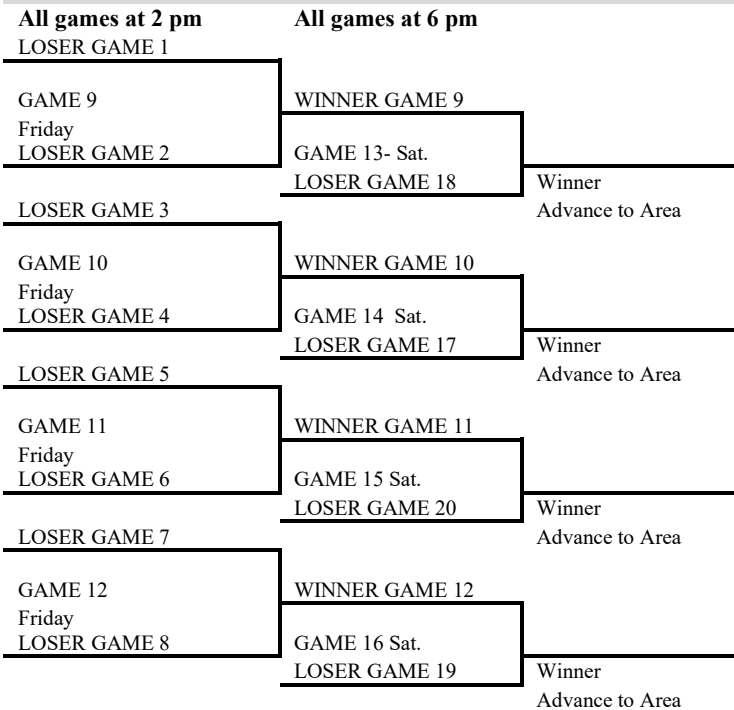 All games at 2 pm All games at 6 pm
LOSER GAME 1
GAME 9 WINNER GAME 9
Friday
LOSER GAME 2 GAME 13- Sat.
LOSER GAME 18 Winner
LOSER GAME 3 Advance to Area
GAME 10 WINNER GAME 10
Friday
LOSER GAME 4 GAME 14 Sat.
LOSER GAME 17 Winner
LOSER GAME 5 Advance to Area
GAME 11 WINNER GAME 11
Friday
LOSER GAME 6 GAME 15 Sat.
LOSER GAME 20 Winner
LOSER GAME 7 Advance to Area
GAME 12 WINNER GAME 12
Friday
LOSER GAME 8 GAME 16 Sat.
LOSER GAME 19 Winner
Advance to Area